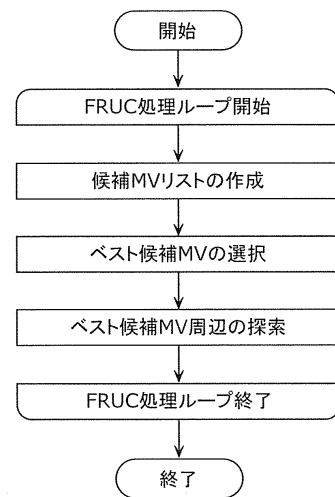 開始
FRUC処理ループ開始
候補MVリストの作成
ベスト候補MVの選択
ベスト候補MV周辺の探索
FRUC処理ループ終了
終了